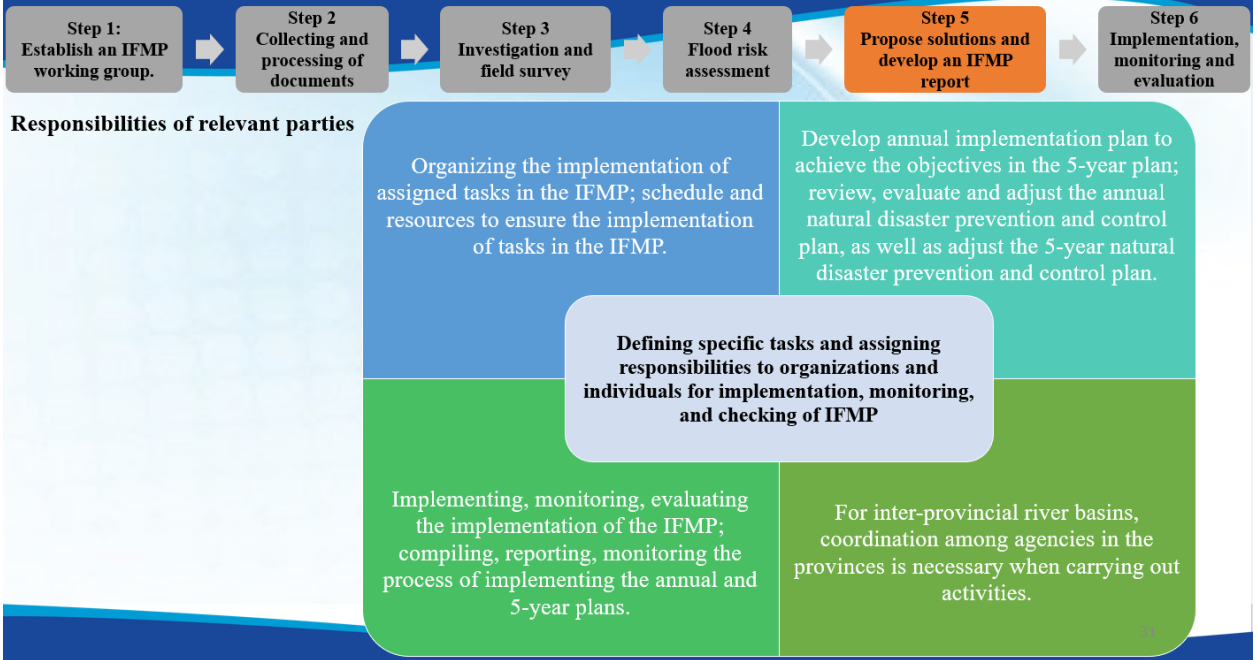 Step 1:
Establish an IFMP
working group.
Step 2
Collecting and
processing of
documents
Step 3
Investigation and
field survey
Step 4
Flood risk
assessment
Step 5
Propose solutions and
develop an IFMP
report
Step 6
Implementation,
monitoring and
evaluation
Responsibilities of relevant parties
Organizing the implementation of
assigned tasks in the IFMP; schedule and
resources to ensure the implementation
of tasks in the IFMP.
Develop annual implementation plan to
achieve the objectives in the 5-year plan;
review, evaluate and adjust the annual
natural disaster prevention and control
plan, as well as adjust the 5-year natural
disaster prevention and control plan.
Defining specific tasks and assigning
responsibilities to organizations and
individuals for implementation, monitoring,
and checking of IFMP
Implementing, monitoring, evaluating
the implementation of the IFMP;
compiling, reporting, monitoring the
process of implementing the annual and
5-year plans.
For inter-provincial river basins,
coordination among agencies in the
provinces is necessary when carrying out
activities.